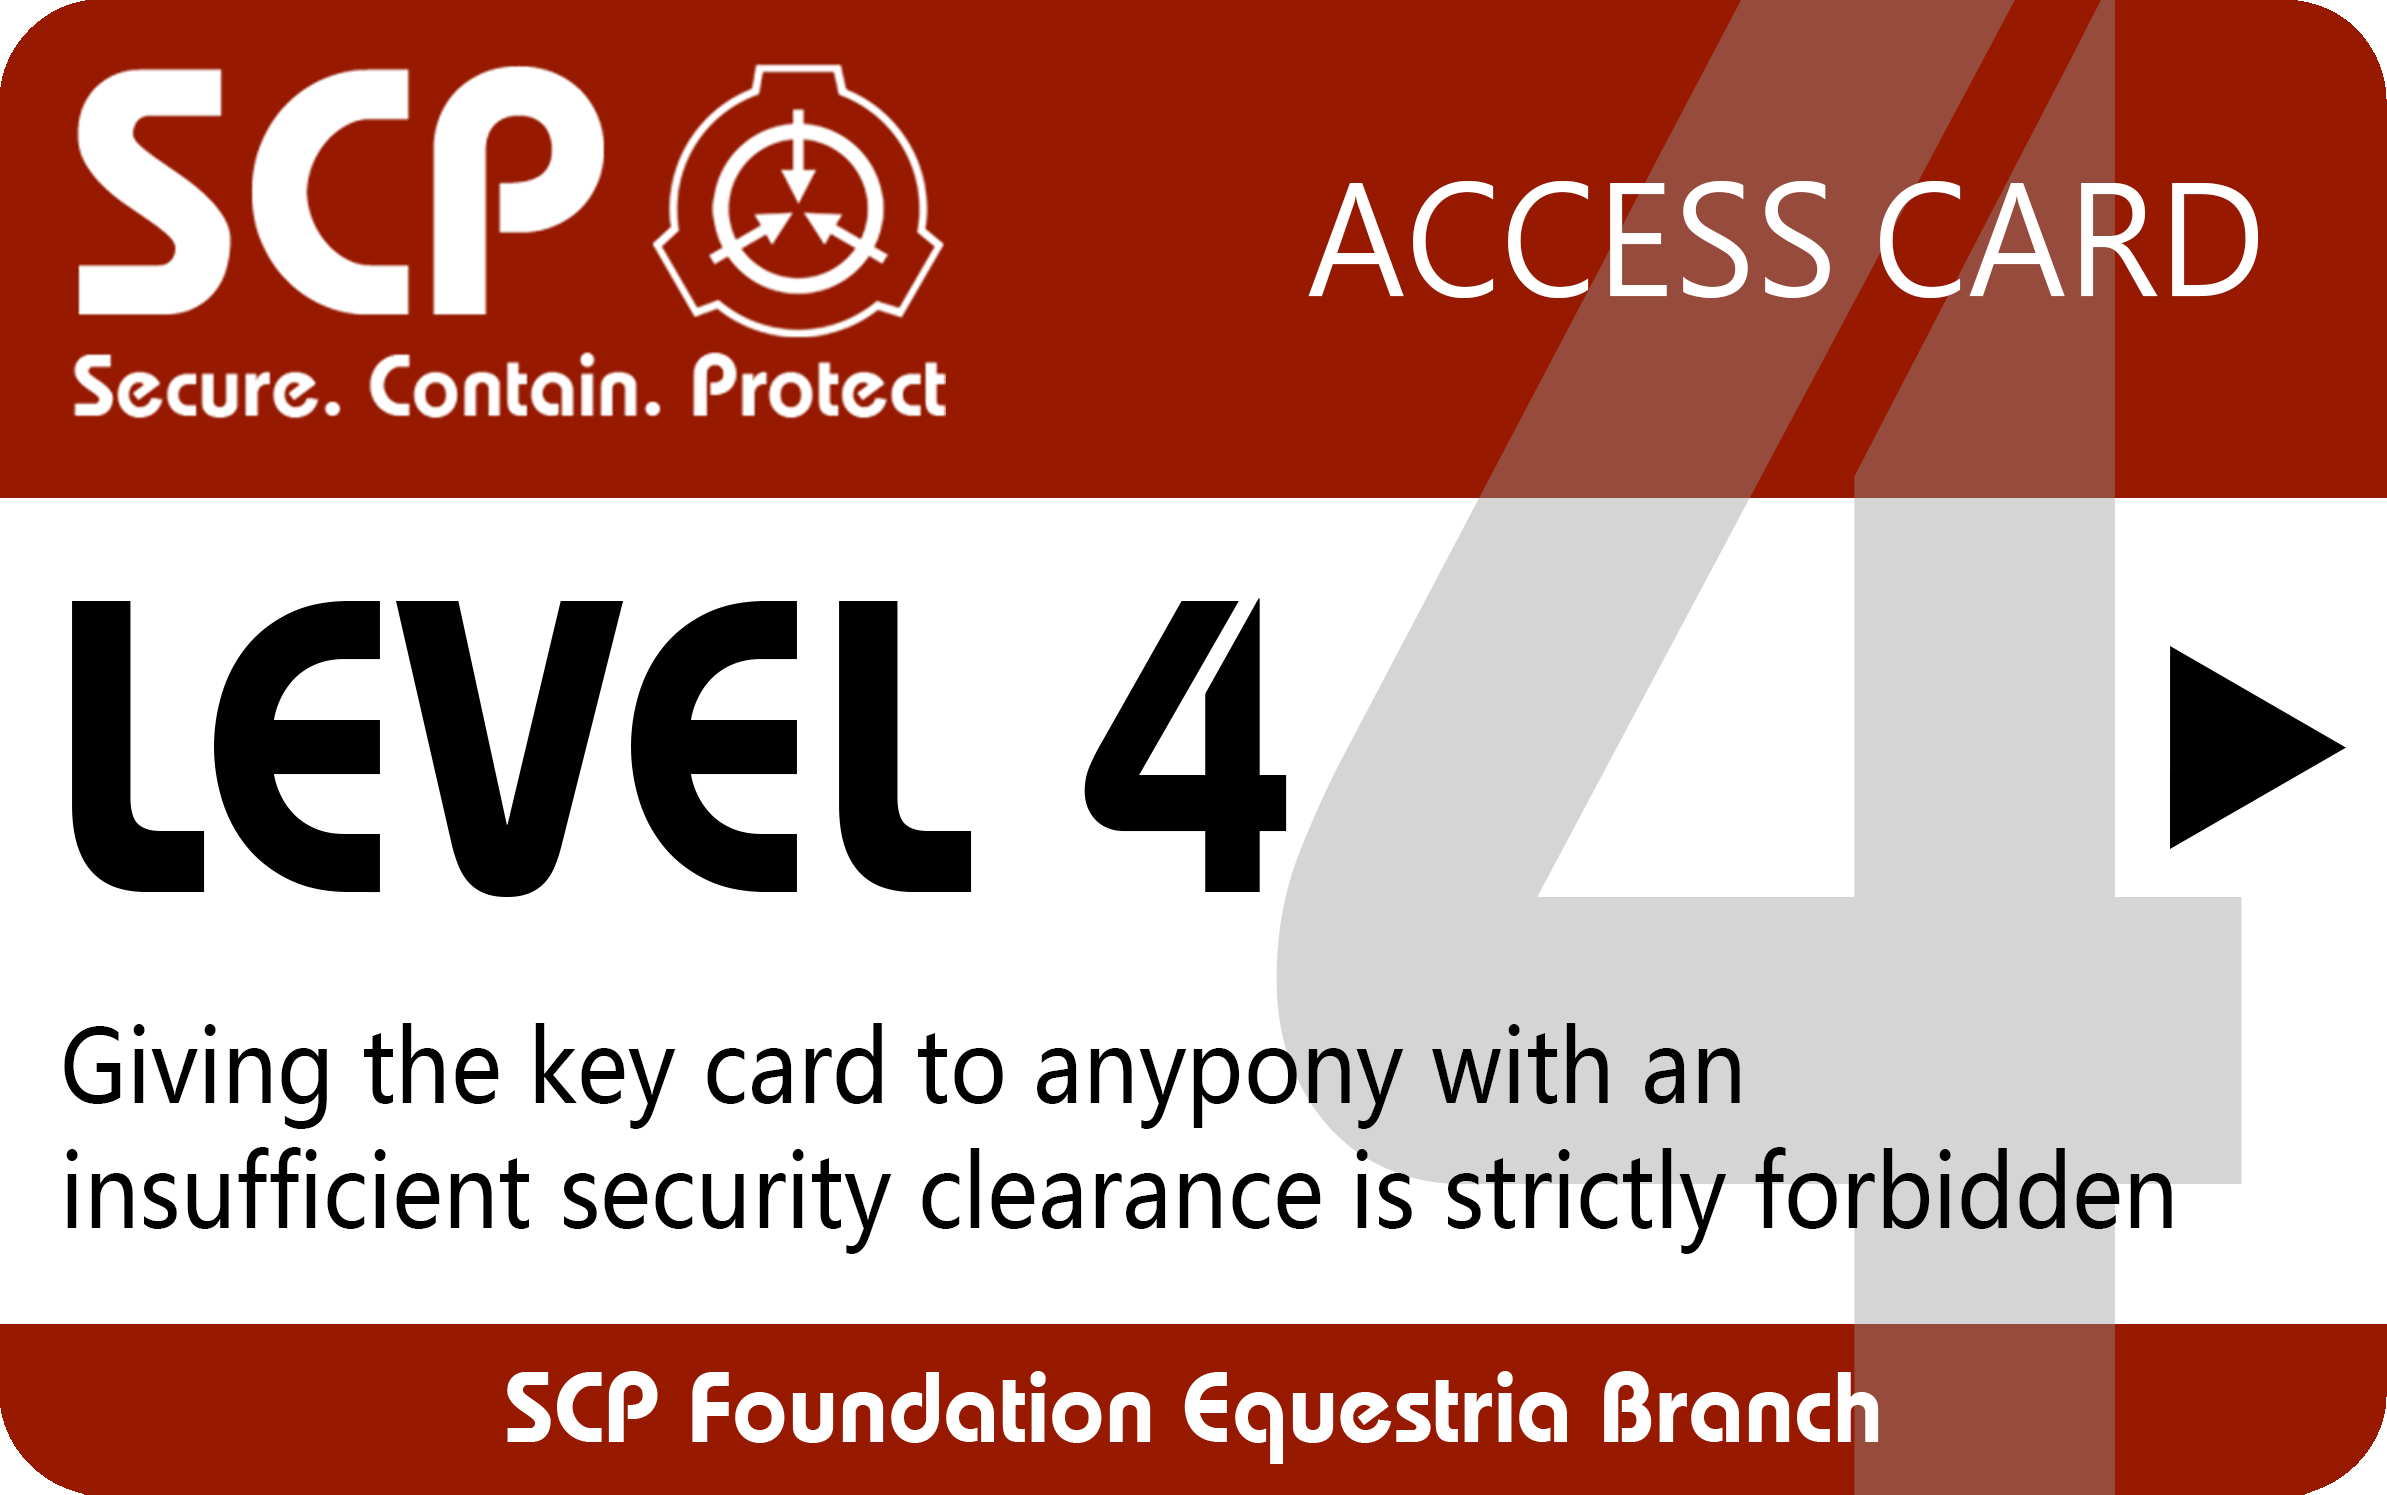 SCP
Secure. Contain. Protect
ACCESS CARD
LEVEL 4
4
Giving the key card to anypony with an
insufficient security clearance is strictly forbidden
SCP Foundation Equestria Branch